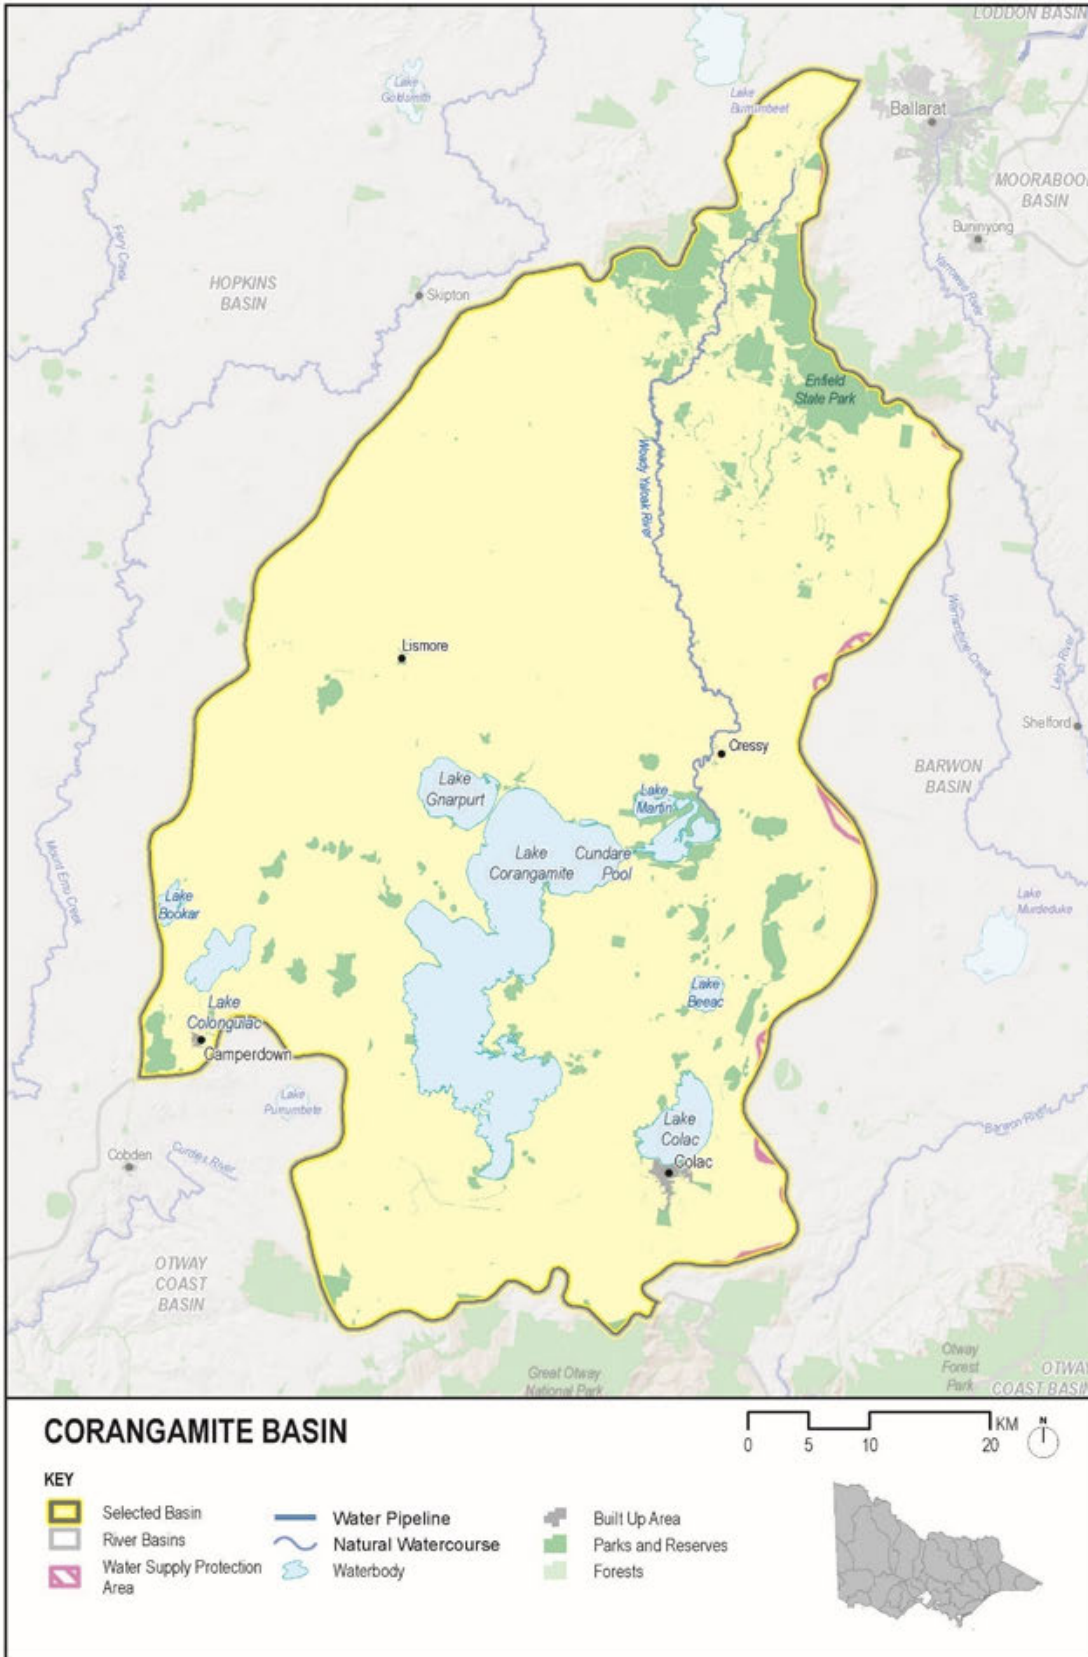 LODDON BASIN
Lake
Goldsmith
Lake
Burrumbeet
Ballarat
MOORABOOL
BASIN
Buninyong
Fiery Creek
HOPKINS
BASIN
Skipton
Yarrowee River
Enfield
State Park
Woady Yaloak River
Warrambine Creek
Leigh River
Lismore
Shelford
Cressy
BARWON
BASIN
Lake
Gnarpurt
Lake
Martin
Lake
Corangamite
Cundare
Pool
Mount Emu Creek
Lake
Bookar
Lake
Murdeduke
Lake
Beeac
Lake
Colongulac
Camperdown
Lake
Purrumbete
Lake
Colac
Colac
Barwon River
Cobden
Curdies River
OTWAY
COAST
BASIN
Otway
Forest
Park
Great Otway
National Park
OTWAY
COAST BASIN
CORANGAMITE BASIN
KM
0 5 10 20
N
KEY
Selected Basin
River Basins
Water Supply Protection
Area
Water Pipeline
Natural Watercourse
Waterbody
Built Up Area
Parks and Reserves
Forests